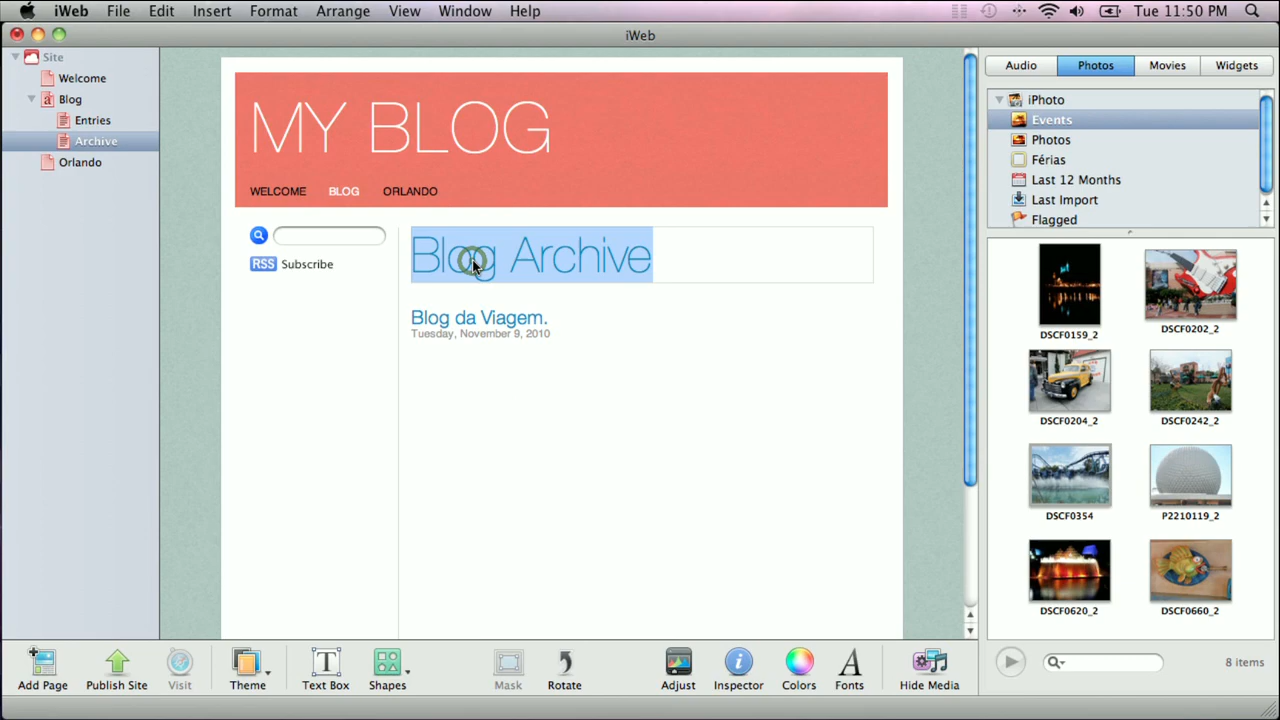 iWeb File Edit Insert Format Arrange View Window Help Tue 11:50 PM
iWeb
Site
Welcome
Blog
Entries
Archive
Orlando
MY BLOG
WELCOME BLOG ORLANDO
RSS Subscribe
Blog Archive
Blog da Viagem.
Tuesday, November 9, 2010
Audio Photos Movies Widgets
iPhoto
Events
Photos
Férias
Last 12 Months
Last Import
Flagged
DSCF0159_2 DSCF0202_2
DSCF0204_2 DSCF0242_2
DSCF0354 P2210119_2
DSCF0620_2 DSCF0660_2
8 items
Add Page Publish Site Visit Theme Text Box Shapes Mask Rotate Adjust Inspector Colors Fonts Hide Media